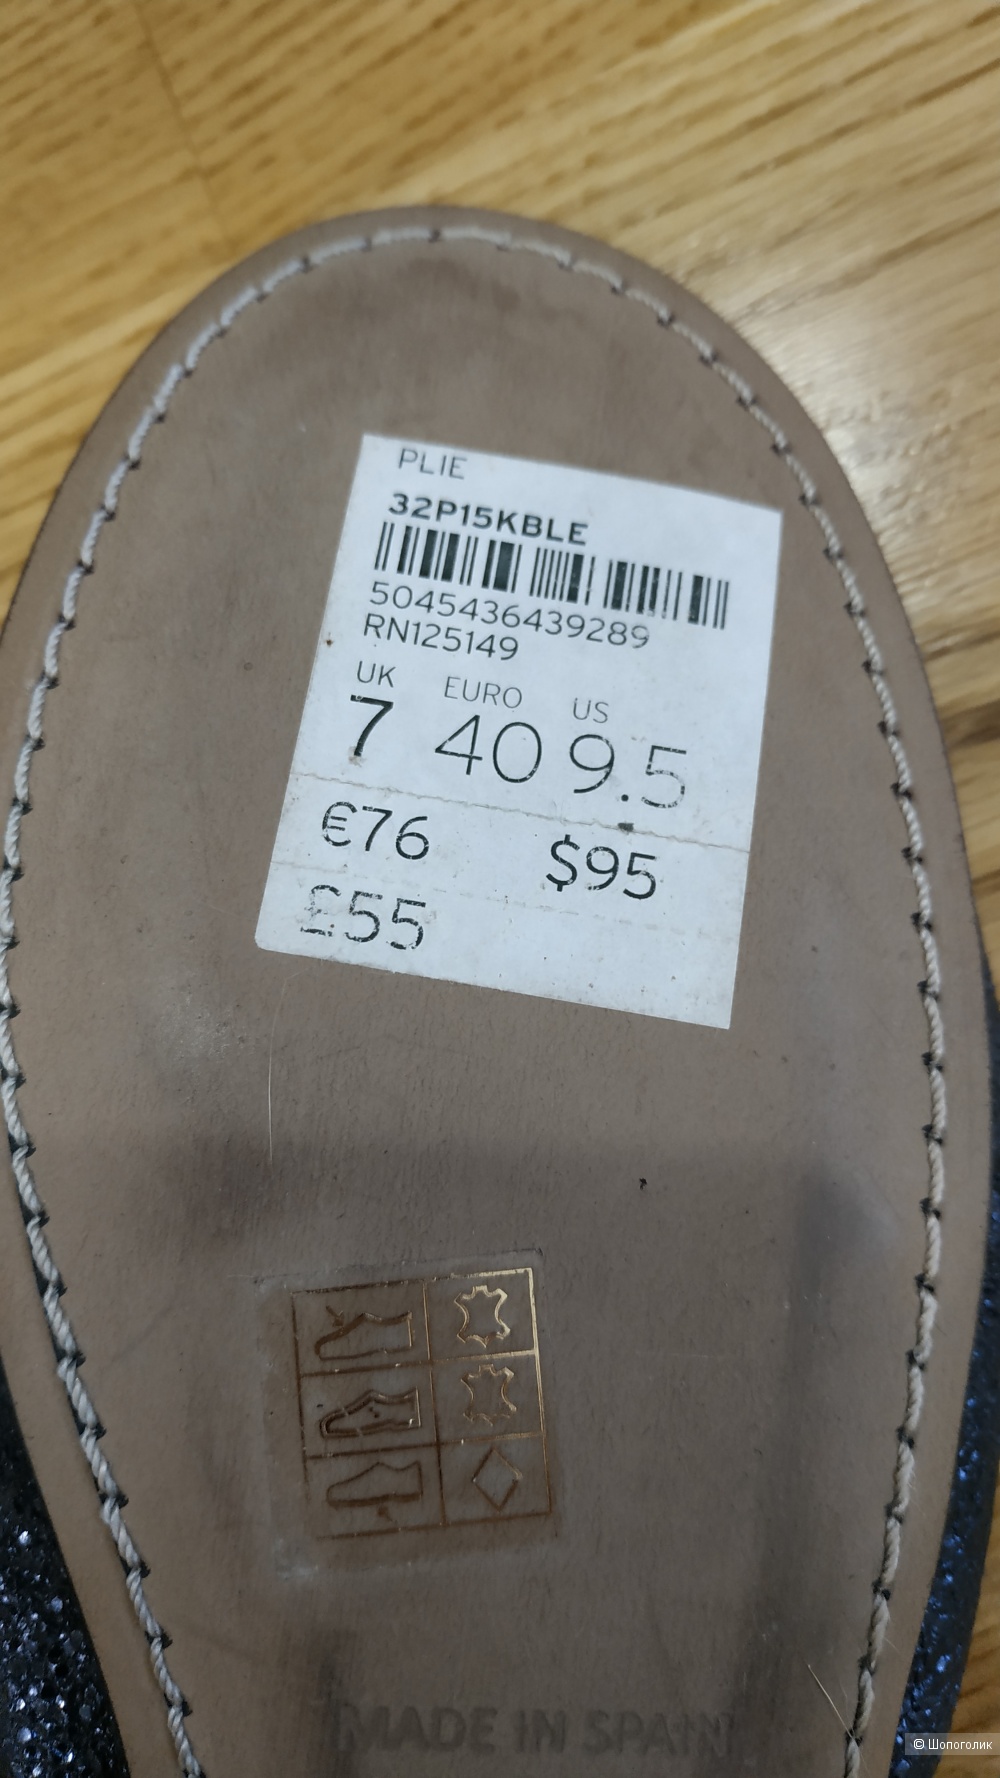 PLIE
32P15KBLE
5045436439289
RN125149
UK EURO US
7 40 9.5
€76 $95
£55
MADE IN SPAIN
© Шопоголик